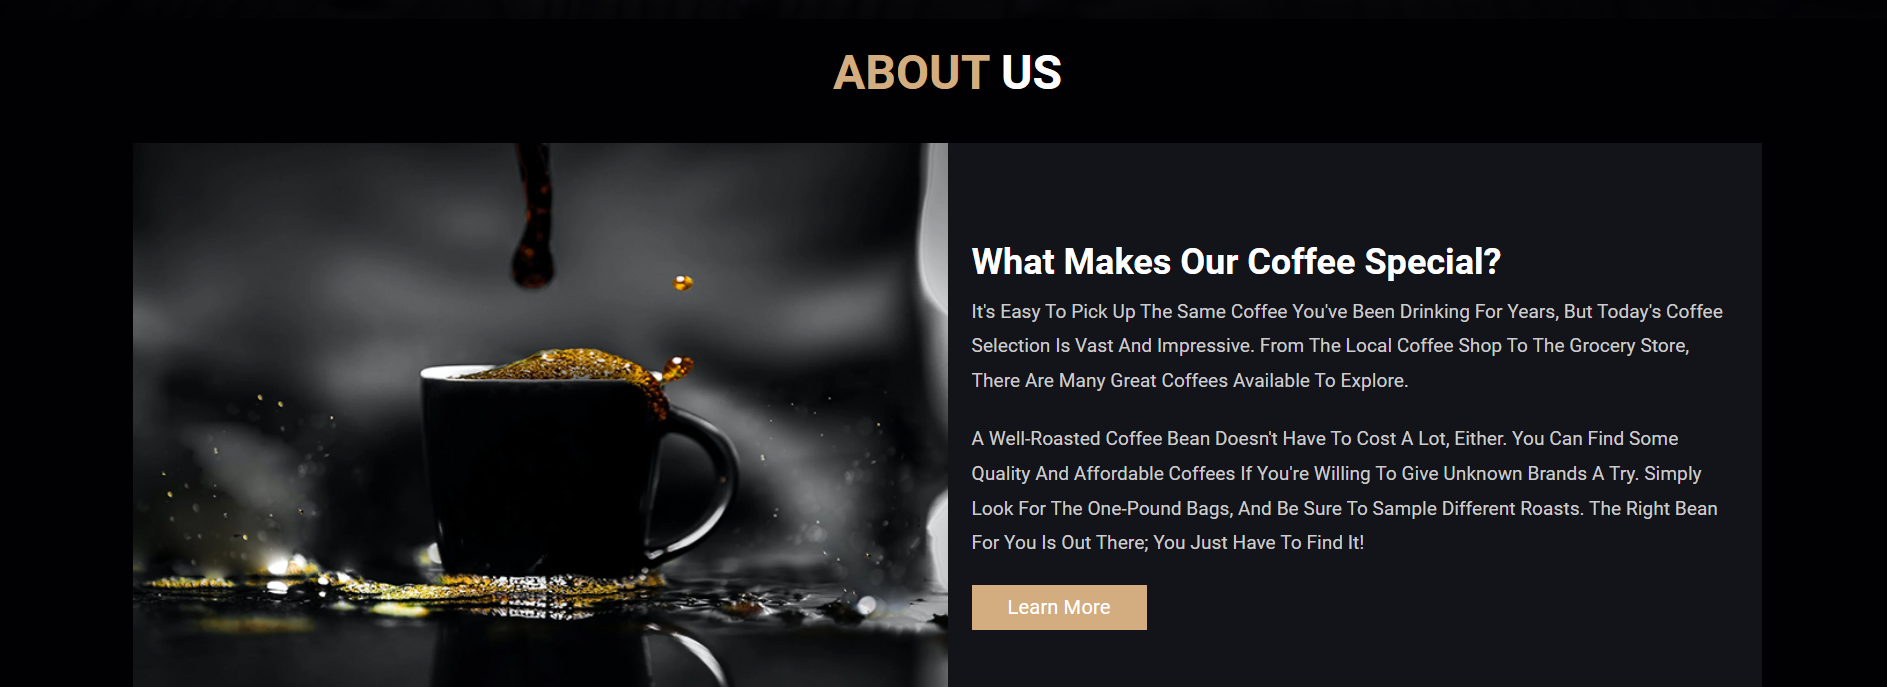 ABOUT US
What Makes Our Coffee Special?
It's Easy To Pick Up The Same Coffee You've Been Drinking For Years, But Today's Coffee
Selection Is Vast And Impressive. From The Local Coffee Shop To The Grocery Store,
There Are Many Great Coffees Available To Explore.
A Well-Roasted Coffee Bean Doesn't Have To Cost A Lot, Either. You Can Find Some
Quality And Affordable Coffees If You're Willing To Give Unknown Brands A Try. Simply
Look For The One-Pound Bags, And Be Sure To Sample Different Roasts. The Right Bean
For You Is Out There; You Just Have To Find It!
Learn More